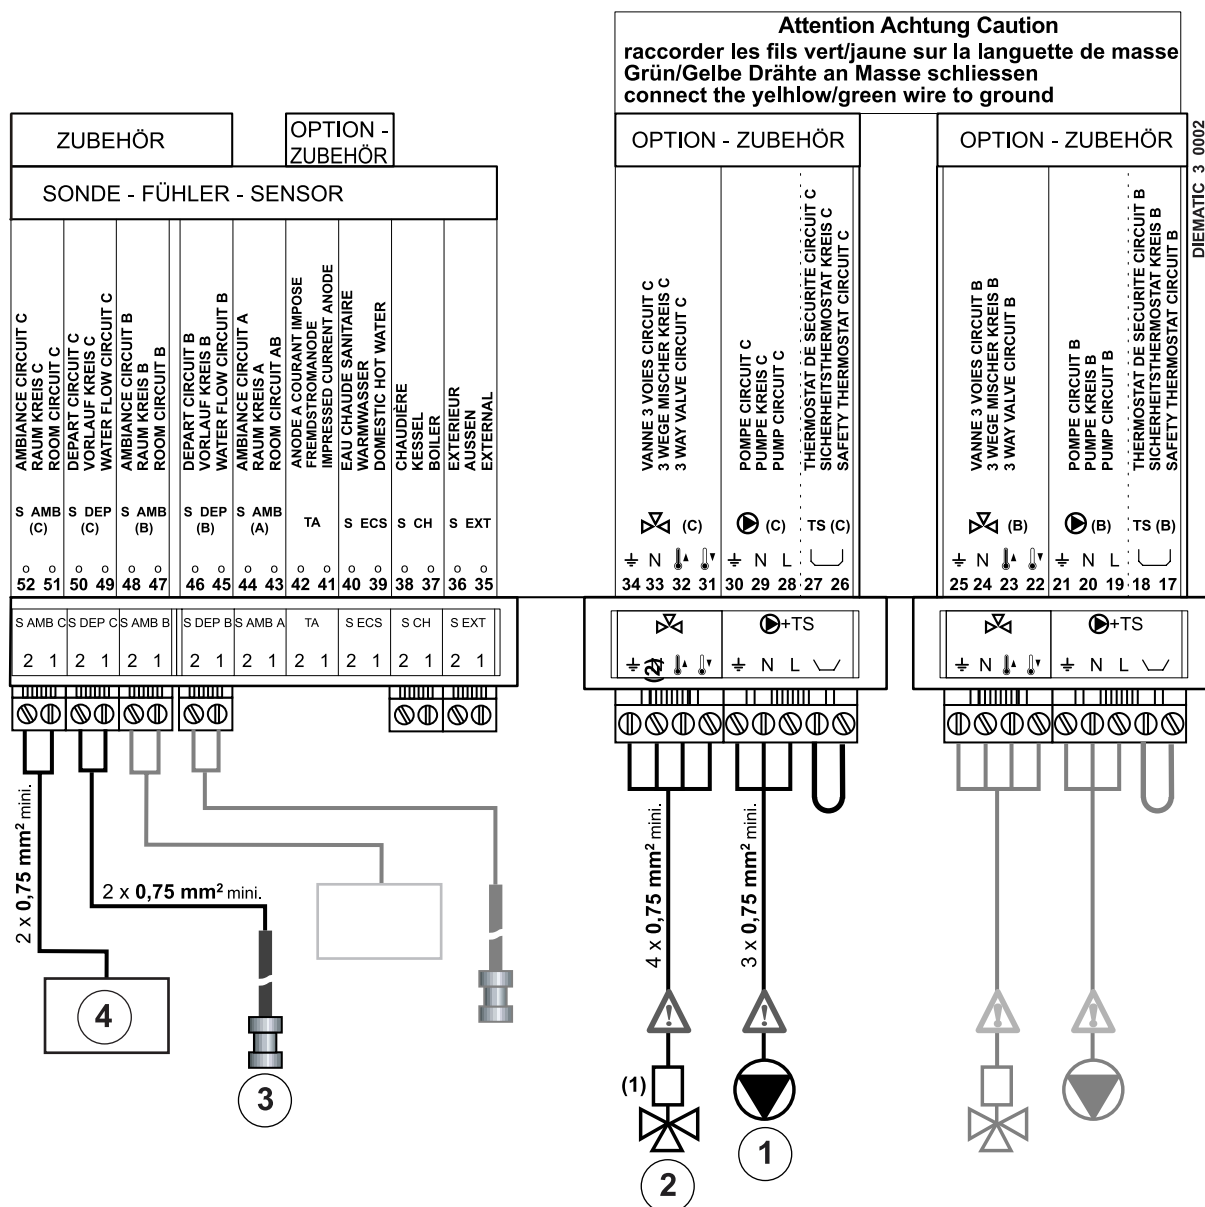 Attention Achtung Caution
raccorder les fils vert/jaune sur la languette de masse
Grün/Gelbe Drähte an Masse schliessen
connect the yelhlow/green wire to ground
ZUBEHÖR
OPTION -
ZUBEHÖR
SONDE - FÜHLER - SENSOR
OPTION - ZUBEHÖR
OPTION - ZUBEHÖR
DIEMATIC 3 0002
AMBIANCE CIRCUIT C
RAUM KREIS C
ROOM CIRCUIT C
DEPART CIRCUIT C
VORLAUF KREIS C
WATER FLOW CIRCUIT C
AMBIANCE CIRCUIT B
RAUM KREIS B
ROOM CIRCUIT B
DEPART CIRCUIT B
VORLAUF KREIS B
WATER FLOW CIRCUIT B
AMBIANCE CIRCUIT A
RAUM KREIS A
ROOM CIRCUIT AB
ANODE A COURANT IMPOSE
FREMDSTROMANODE
IMPRESSED CURRENT ANODE
EAU CHAUDE SANITAIRE
WARMWASSER
DOMESTIC HOT WATER
CHAUDIÈRE
KESSEL
BOILER
EXTERIEUR
AUSSEN
EXTERNAL
VANNE 3 VOIES CIRCUIT C
3 WEGE MISCHER KREIS C
3 WAY VALVE CIRCUIT C
POMPE CIRCUIT C
PUMPE KREIS C
PUMP CIRCUIT C
THERMOSTAT DE SECURITE CIRCUIT C
SICHERHEITSTHERMOSTAT KREIS C
SAFETY THERMOSTAT CIRCUIT C
VANNE 3 VOIES CIRCUIT B
3 WEGE MISCHER KREIS B
3 WAY VALVE CIRCUIT B
POMPE CIRCUIT B
PUMPE KREIS B
PUMP CIRCUIT B
THERMOSTAT DE SECURITE CIRCUIT B
SICHERHEITSTHERMOSTAT KREIS B
SAFETY THERMOSTAT CIRCUIT B
S AMB (C)
S DEP (C)
S AMB (B)
S DEP (B)
S AMB (A)
TA
S ECS
S CH
S EXT
(C)
(C)
TS (C)
(B)
(B)
TS (B)
N
N L
N
N L
52 51 50 49 48 47 46 45 44 43 42 41 40 39 38 37 36 35
34 33 32 31 30 29 28 27 26
25 24 23 22 21 20 19 18 17
S AMB C S DEP C S AMB B S DEP B S AMB A TA S ECS S CH S EXT
2 1 2 1 2 1 2 1 2 1 2 1 2 1 2 1 2 1
+TS
(2)
N L
+TS
N
N L
2 x 0,75 mm² mini.
2 x 0,75 mm² mini.
4 x 0,75 mm² mini.
3 x 0,75 mm² mini.
!
!
!
!
4
3
(1)
2
1